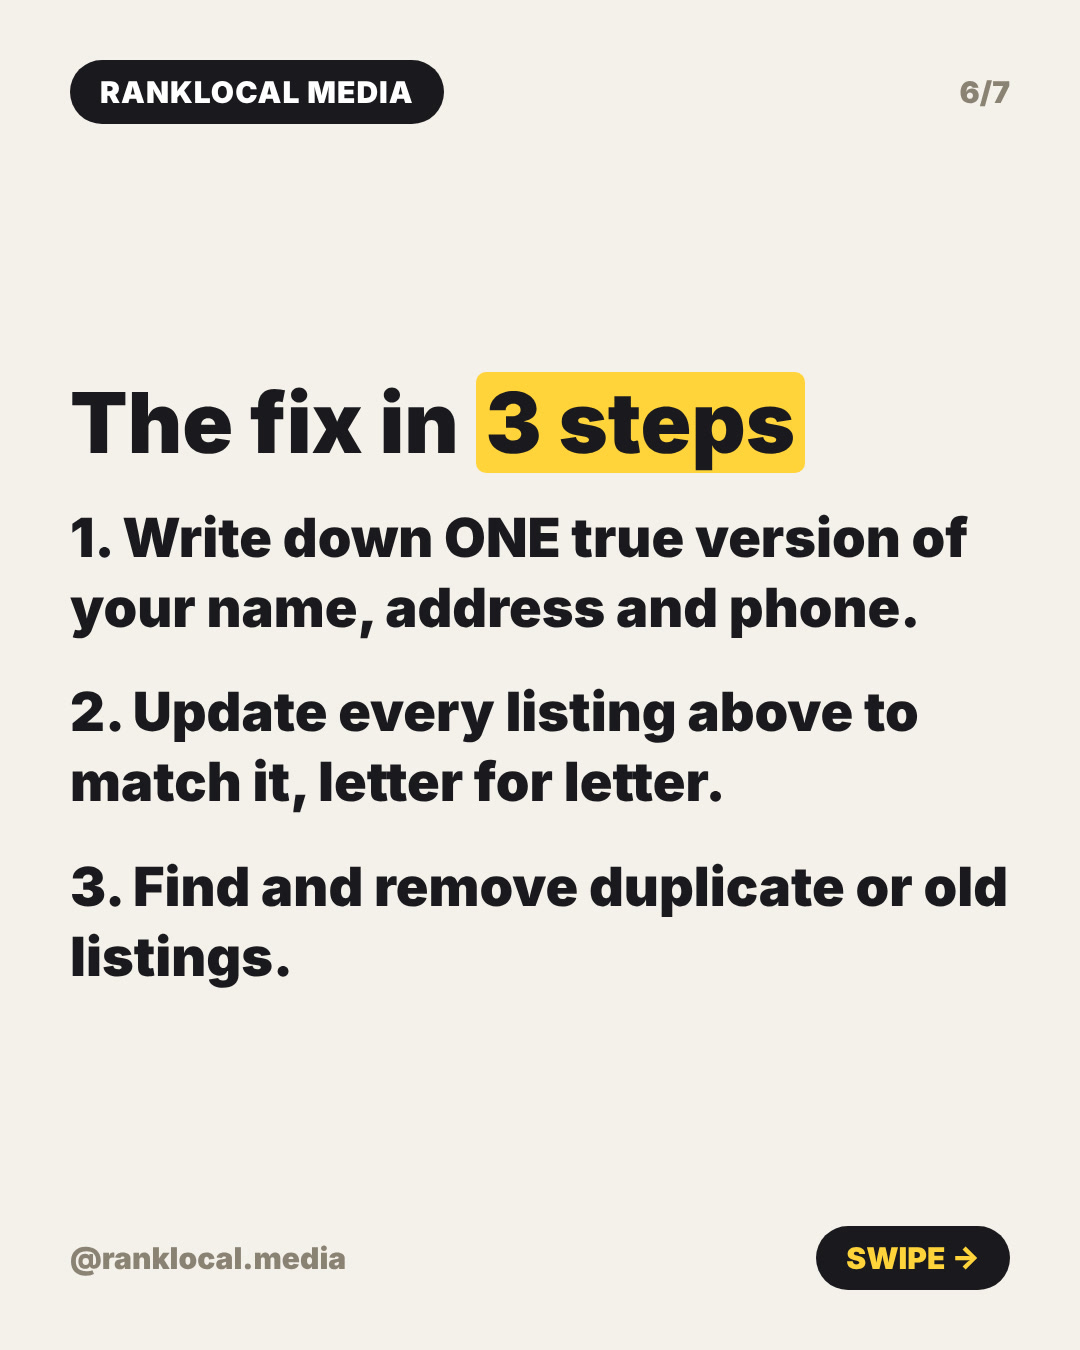 RANKLOCAL MEDIA
6/7
The fix in 3 steps
1. Write down ONE true version of
your name, address and phone.
2. Update every listing above to
match it, letter for letter.
3. Find and remove duplicate or old
listings.
@ranklocal.media
SWIPE →